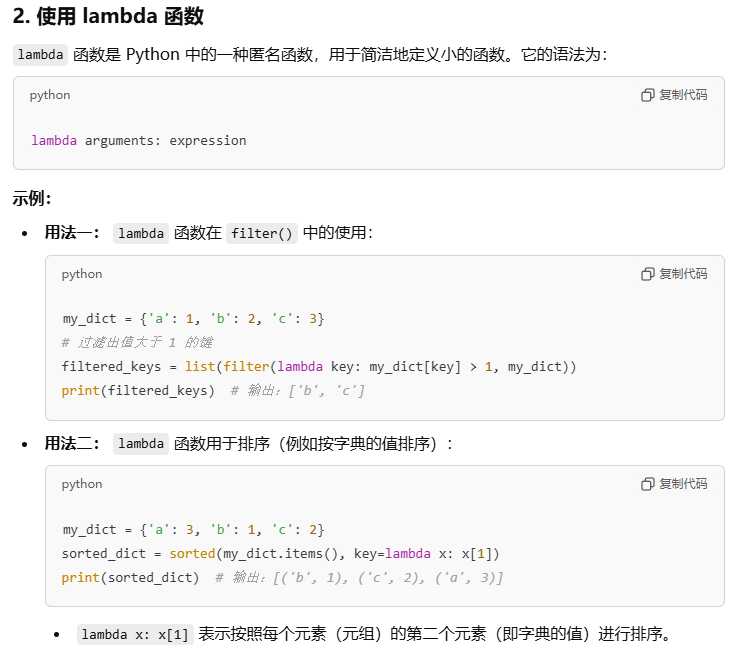 2. 使用 lambda 函数
lambda 函数是 Python 中的一种匿名函数，用于简洁地定义小的函数。它的语法为：
python 复制代码
lambda arguments: expression
示例：
• 用法一： lambda 函数在 filter() 中的使用：
python 复制代码
my_dict = {'a': 1, 'b': 2, 'c': 3}
# 过滤出值大于 1 的键
filtered_keys = list(filter(lambda key: my_dict[key] > 1, my_dict))
print(filtered_keys)  # 输出：['b', 'c']
• 用法二： lambda 函数用于排序（例如按字典的值排序）：
python 复制代码
my_dict = {'a': 3, 'b': 1, 'c': 2}
sorted_dict = sorted(my_dict.items(), key=lambda x: x[1])
print(sorted_dict)  # 输出：[('b', 1), ('c', 2), ('a', 3)]
• lambda x: x[1] 表示按照每个元素（元组）的第二个元素（即字典的值）进行排序。